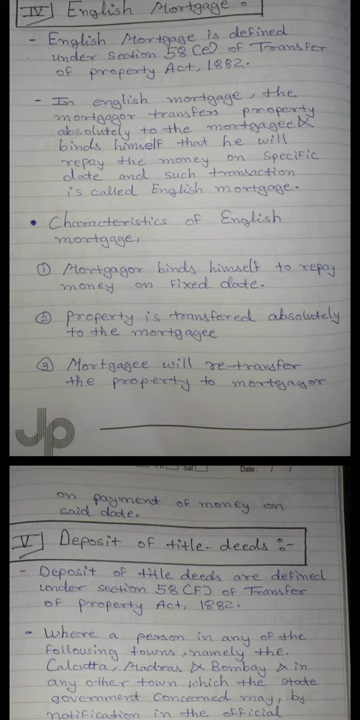 IV] English Mortgage :
- English Mortgage is defined
under section 58(e) of Transfer
of property Act, 1882.
- In english mortgage, the
mortgagor transfers property
absolutely to the mortgagee &
binds himself that he will
repay the money on specific
date and such transaction
is called English mortgage.
• Characteristics of English
mortgage,
① Mortgagor binds himself to repay
money on fixed date.
② Property is transfered absolutely
to the mortgagee
③ Mortgagee will re-transfer
the property to mortgagor
Jp
Sat
Date : / /
on payment of money on
said date.
V] Deposit of title-deeds :-
- Deposit of title deeds are defined
under section 58(F) of Transfer
of property Act, 1882.
- Where a person in any of the
following towns, namely the.
Calcutta, Madras & Bombay & in
any other town which the state
government concerned may, by
notification in the official